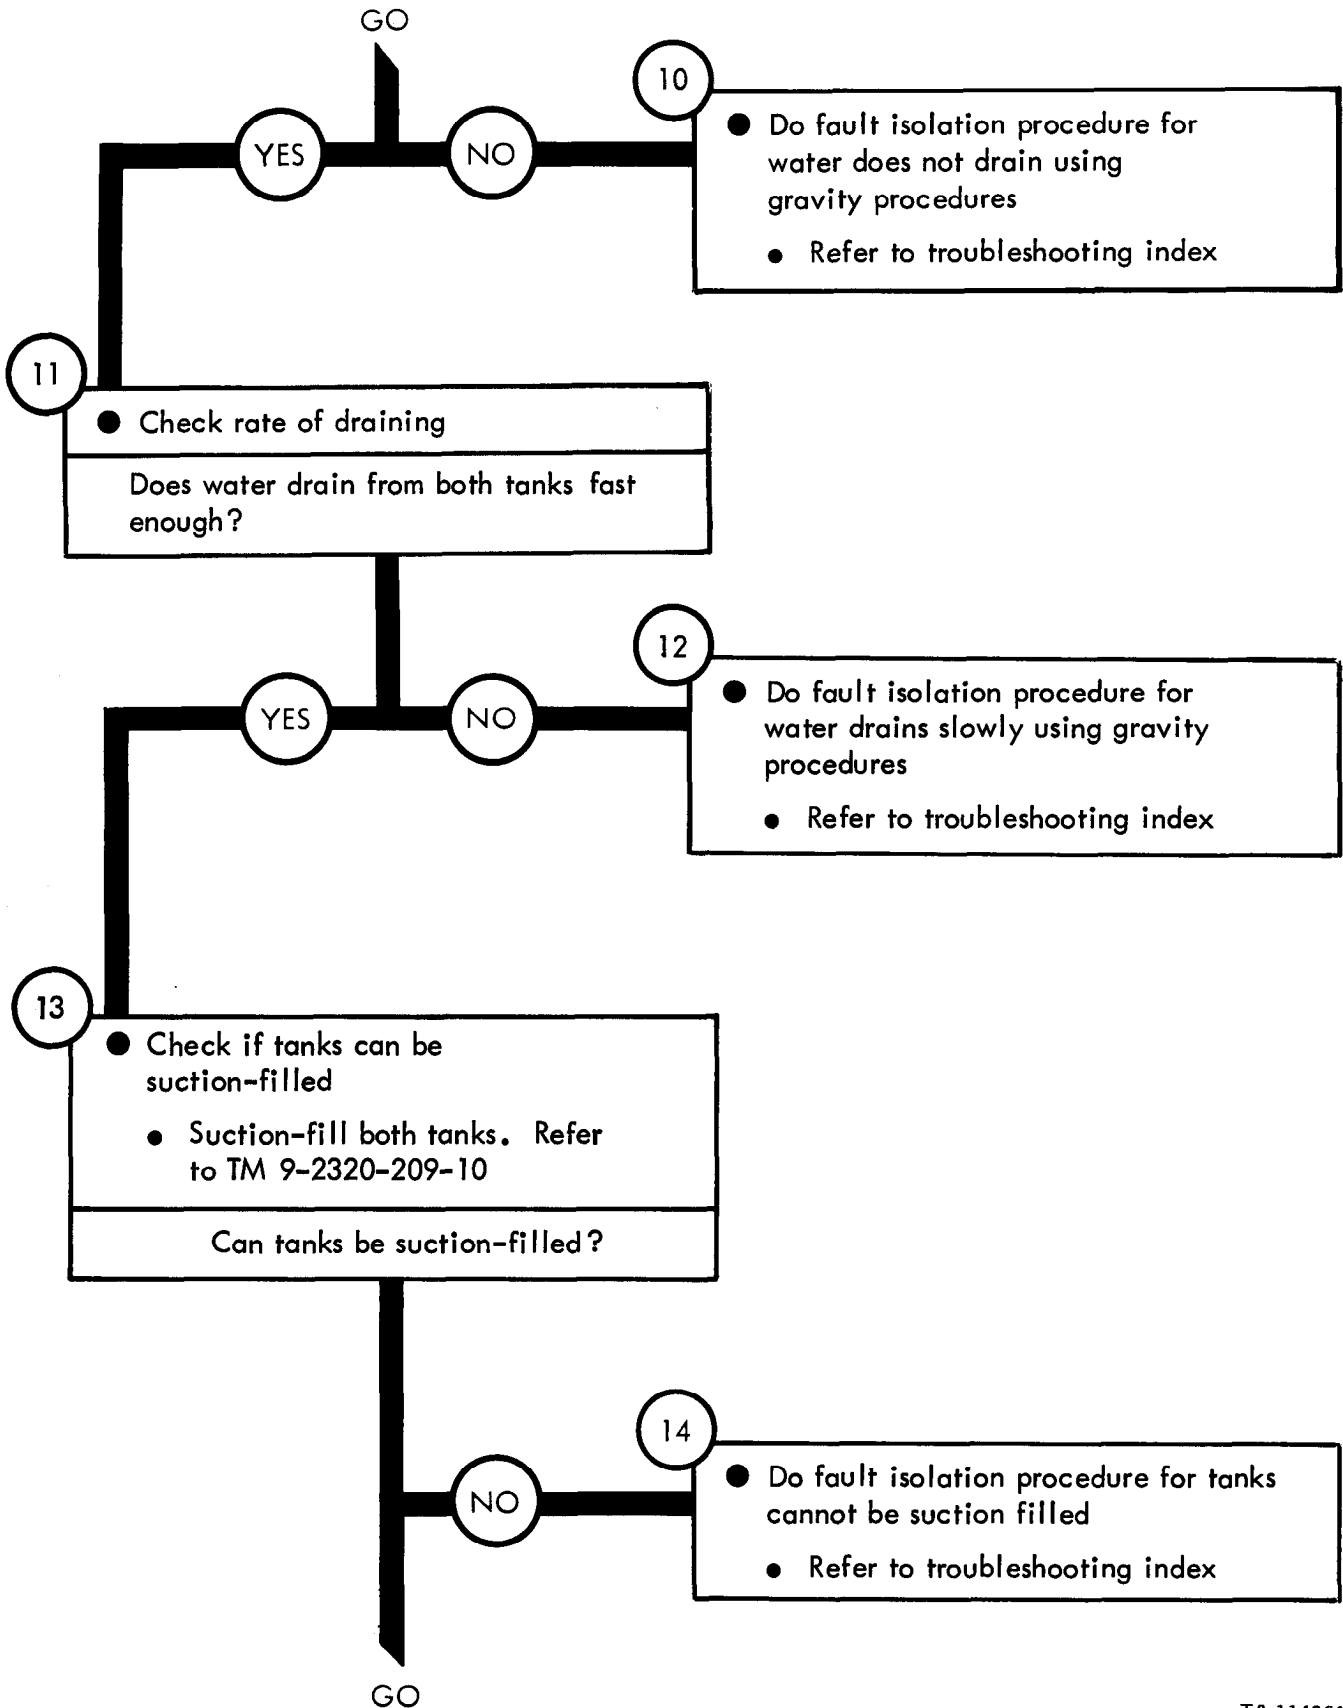 GO
YES
NO
10
● Do fault isolation procedure for
water does not drain using
gravity procedures
● Refer to troubleshooting index
11
● Check rate of draining
Does water drain from both tanks fast
enough?
YES
NO
12
● Do fault isolation procedure for
water drains slowly using gravity
procedures
● Refer to troubleshooting index
13
● Check if tanks can be
suction-filled
● Suction-fill both tanks. Refer
to TM 9-2320-209-10
Can tanks be suction-filled?
NO
14
● Do fault isolation procedure for tanks
cannot be suction filled
● Refer to troubleshooting index
GO